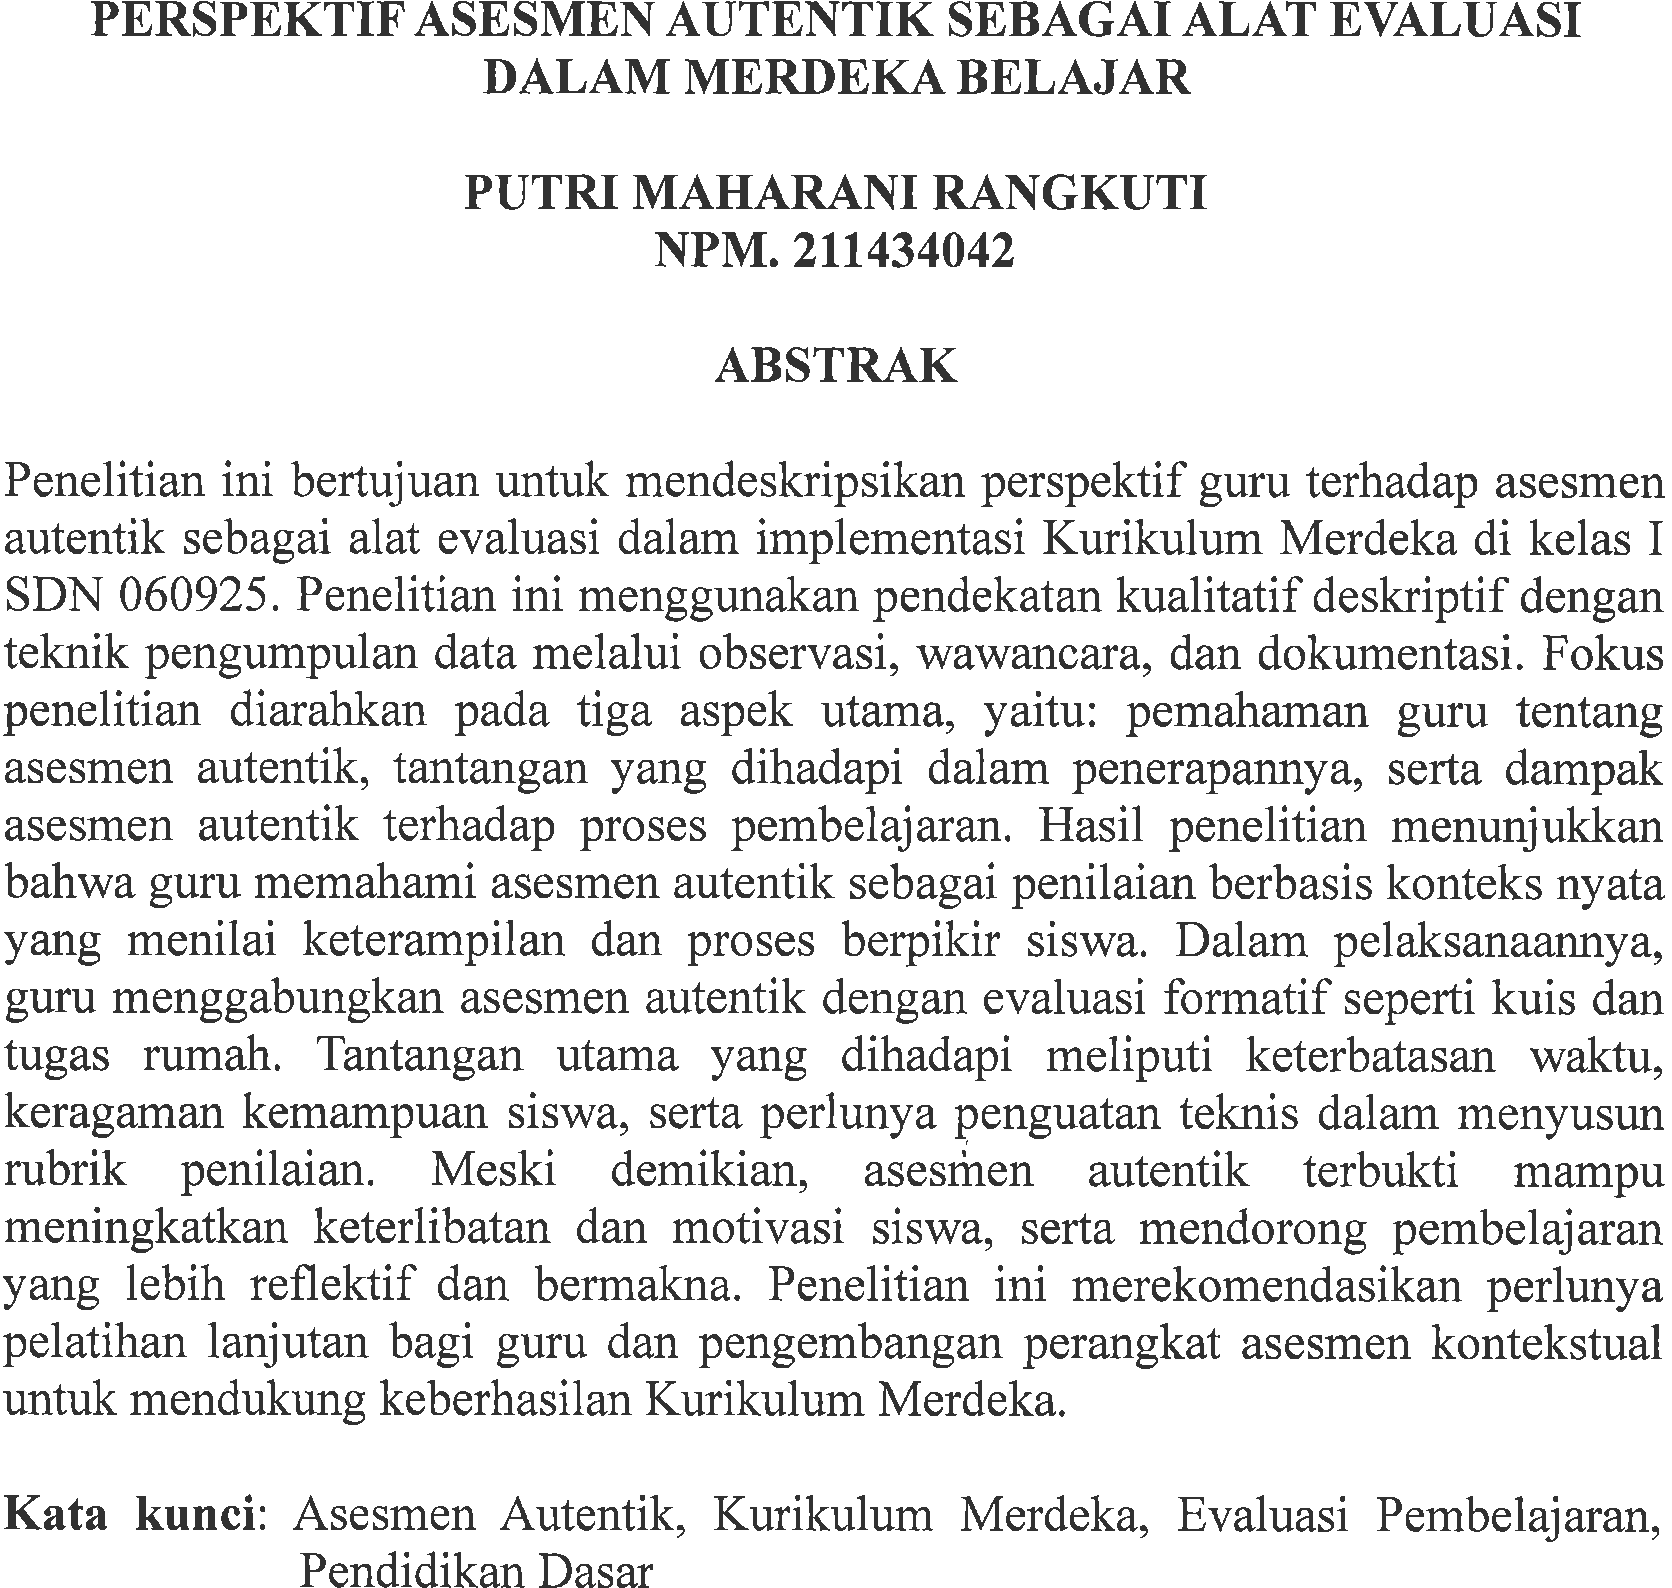 PERSPEKTIF ASESMEN AUTENTIK SEBAGAI ALAT EVALUASI
DALAM MERDEKA BELAJAR
PUTRI MAHARANI RANGKUTI
NPM. 211434042
ABSTRAK
Penelitian ini bertujuan untuk mendeskripsikan perspektif guru terhadap asesmen
autentik sebagai alat evaluasi dalam implementasi Kurikulum Merdeka di kelas I
SDN 060925. Penelitian ini menggunakan pendekatan kualitatif deskriptif dengan
teknik pengumpulan data melalui observasi, wawancara, dan dokumentasi. Fokus
penelitian diarahkan pada tiga aspek utama, yaitu: pemahaman guru tentang
asesmen autentik, tantangan yang dihadapi dalam penerapannya, serta dampak
asesmen autentik terhadap proses pembelajaran. Hasil penelitian menunjukkan
bahwa guru memahami asesmen autentik sebagai penilaian berbasis konteks nyata
yang menilai keterampilan dan proses berpikir siswa. Dalam pelaksanaannya,
guru menggabungkan asesmen autentik dengan evaluasi formatif seperti kuis dan
tugas rumah. Tantangan utama yang dihadapi meliputi keterbatasan waktu,
keragaman kemampuan siswa, serta perlunya penguatan teknis dalam menyusun
rubrik penilaian. Meski demikian, asesmen autentik terbukti mampu
meningkatkan keterlibatan dan motivasi siswa, serta mendorong pembelajaran
yang lebih reflektif dan bermakna. Penelitian ini merekomendasikan perlunya
pelatihan lanjutan bagi guru dan pengembangan perangkat asesmen kontekstual
untuk mendukung keberhasilan Kurikulum Merdeka.
Kata kunci: Asesmen Autentik, Kurikulum Merdeka, Evaluasi Pembelajaran,
Pendidikan Dasar